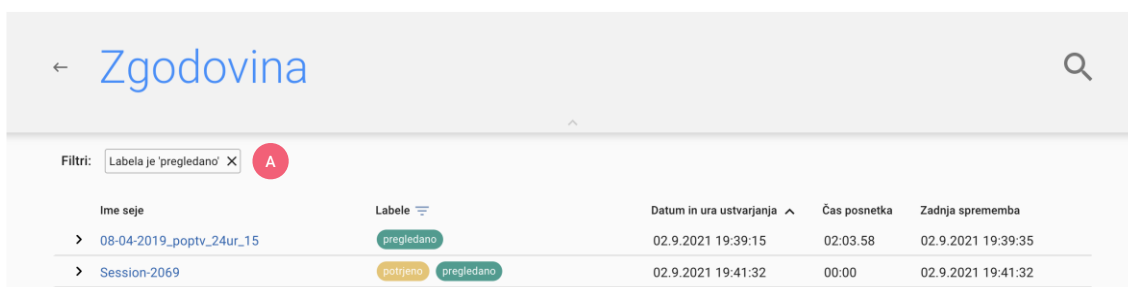 Zgodovina
Filtri: Labela je 'pregledano' A
Ime seje Labele Datum in ura ustvarjanja Čas posnetka Zadnja sprememba
08-04-2019_poptv_24ur_15 pregledano 02.9.2021 19:39:15 02:03.58 02.9.2021 19:39:35
Session-2069 potrjeno pregledano 02.9.2021 19:41:32 00:00 02.9.2021 19:41:32